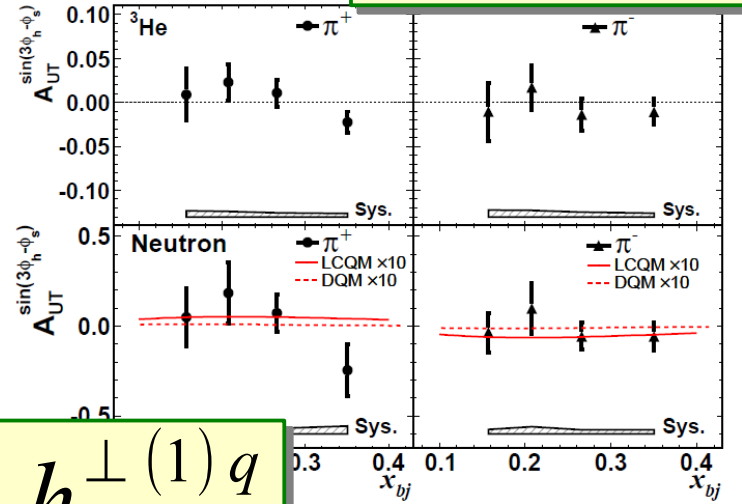 0.10 ³He π⁺ π⁻
0.05
0.00
-0.05
-0.10
A_UT^sin(3φ_h-φ_s)
Sys. Sys.
0.5 Neutron π⁺ π⁻
LCQM ×10 LCQM ×10
DQM ×10 DQM ×10
0.0
-0.5
A_UT^sin(3φ_h-φ_s)
Sys. Sys.
0.3 0.4 0.1 0.2 0.3 0.4
x_bj x_bj
h^⊥ (1) q